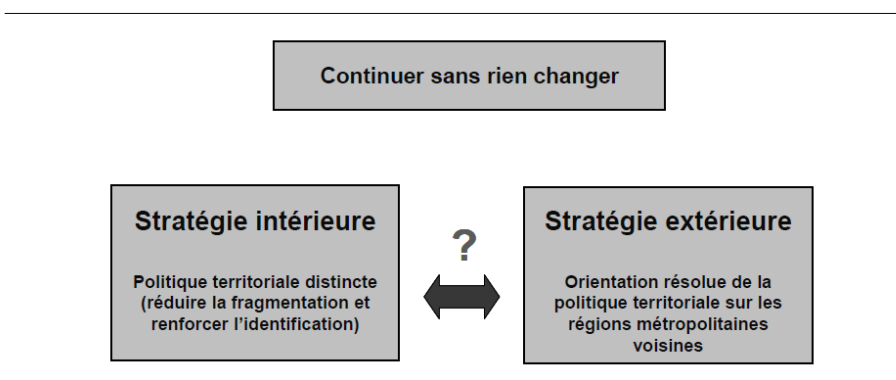 Continuer sans rien changer
Stratégie intérieure
Politique territoriale distincte
(réduire la fragmentation et
renforcer l'identification)
?
Stratégie extérieure
Orientation résolue de la
politique territoriale sur les
régions métropolitaines
voisines